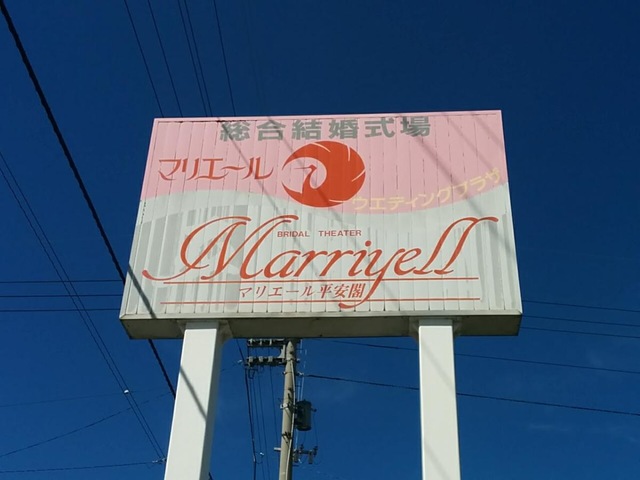 総合結婚式場
マリエール
ウエディングプラザ
BRIDAL THEATER
Marriyell
マリエール平安閣